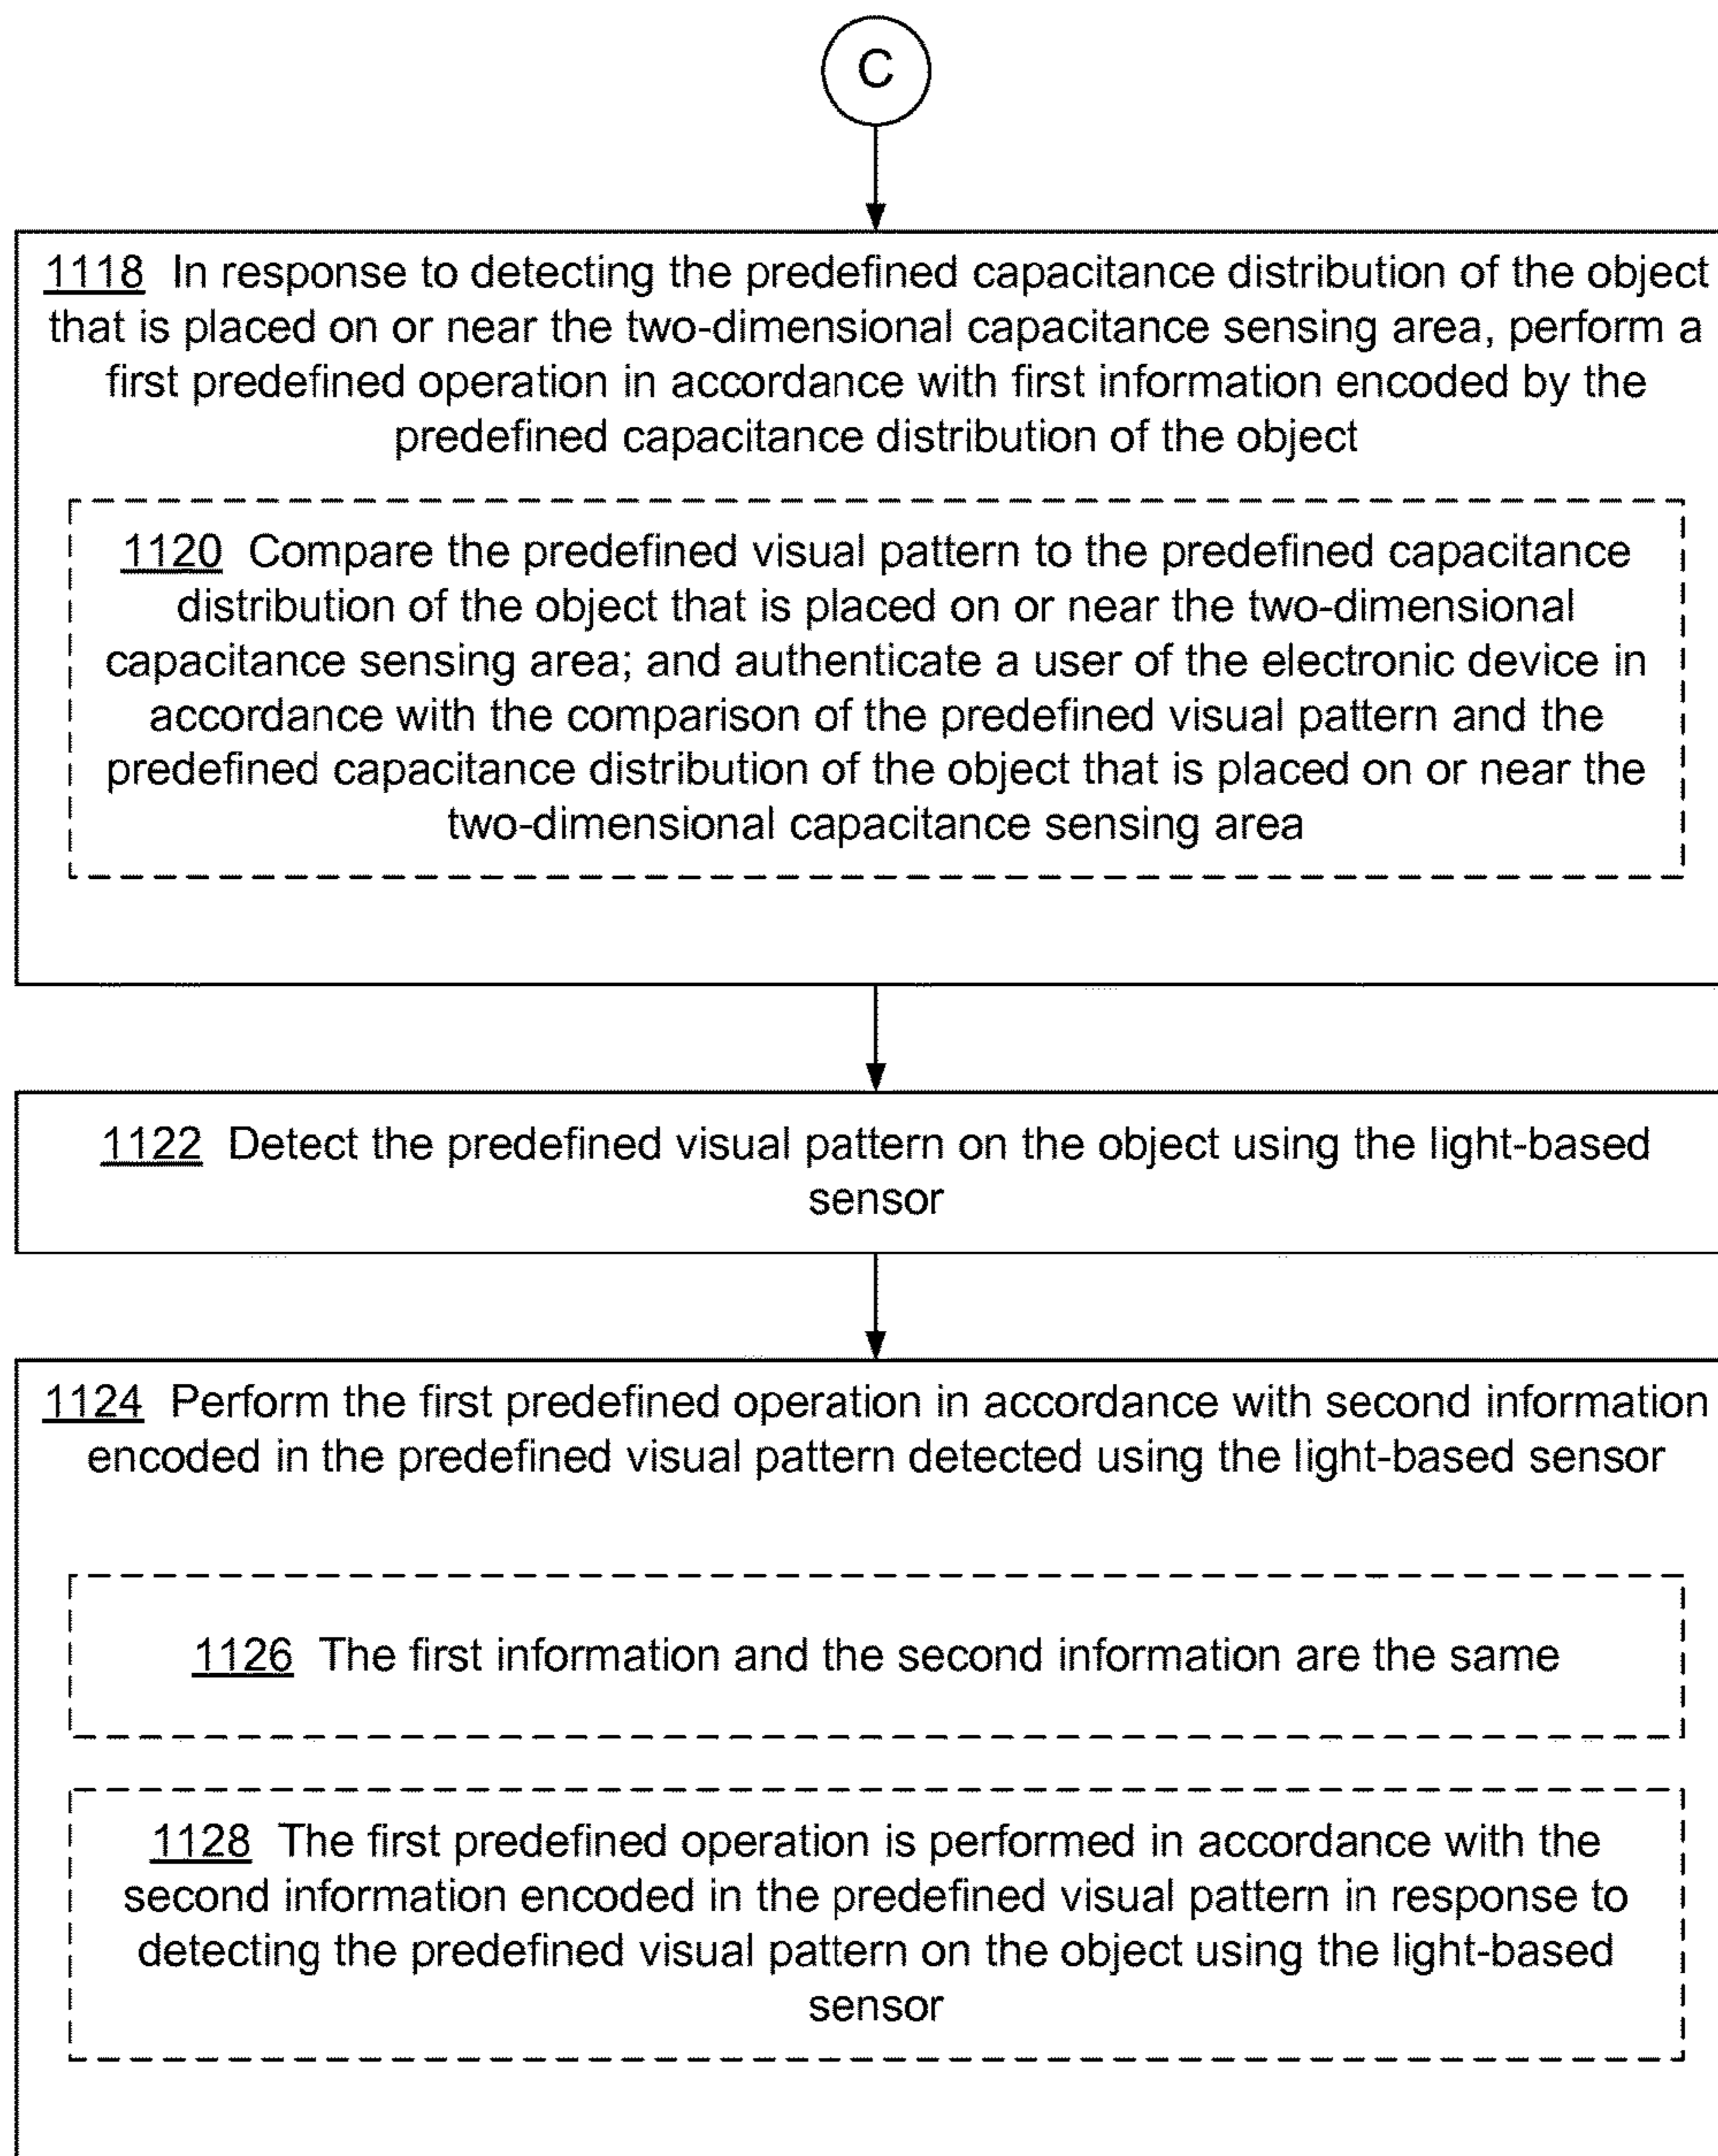 C
1118 In response to detecting the predefined capacitance distribution of the object
that is placed on or near the two-dimensional capacitance sensing area, perform a
first predefined operation in accordance with first information encoded by the
predefined capacitance distribution of the object
1120 Compare the predefined visual pattern to the predefined capacitance
distribution of the object that is placed on or near the two-dimensional
capacitance sensing area; and authenticate a user of the electronic device in
accordance with the comparison of the predefined visual pattern and the
predefined capacitance distribution of the object that is placed on or near the
two-dimensional capacitance sensing area
1122 Detect the predefined visual pattern on the object using the light-based
sensor
1124 Perform the first predefined operation in accordance with second information
encoded in the predefined visual pattern detected using the light-based sensor
1126 The first information and the second information are the same
1128 The first predefined operation is performed in accordance with the
second information encoded in the predefined visual pattern in response to
detecting the predefined visual pattern on the object using the light-based
sensor